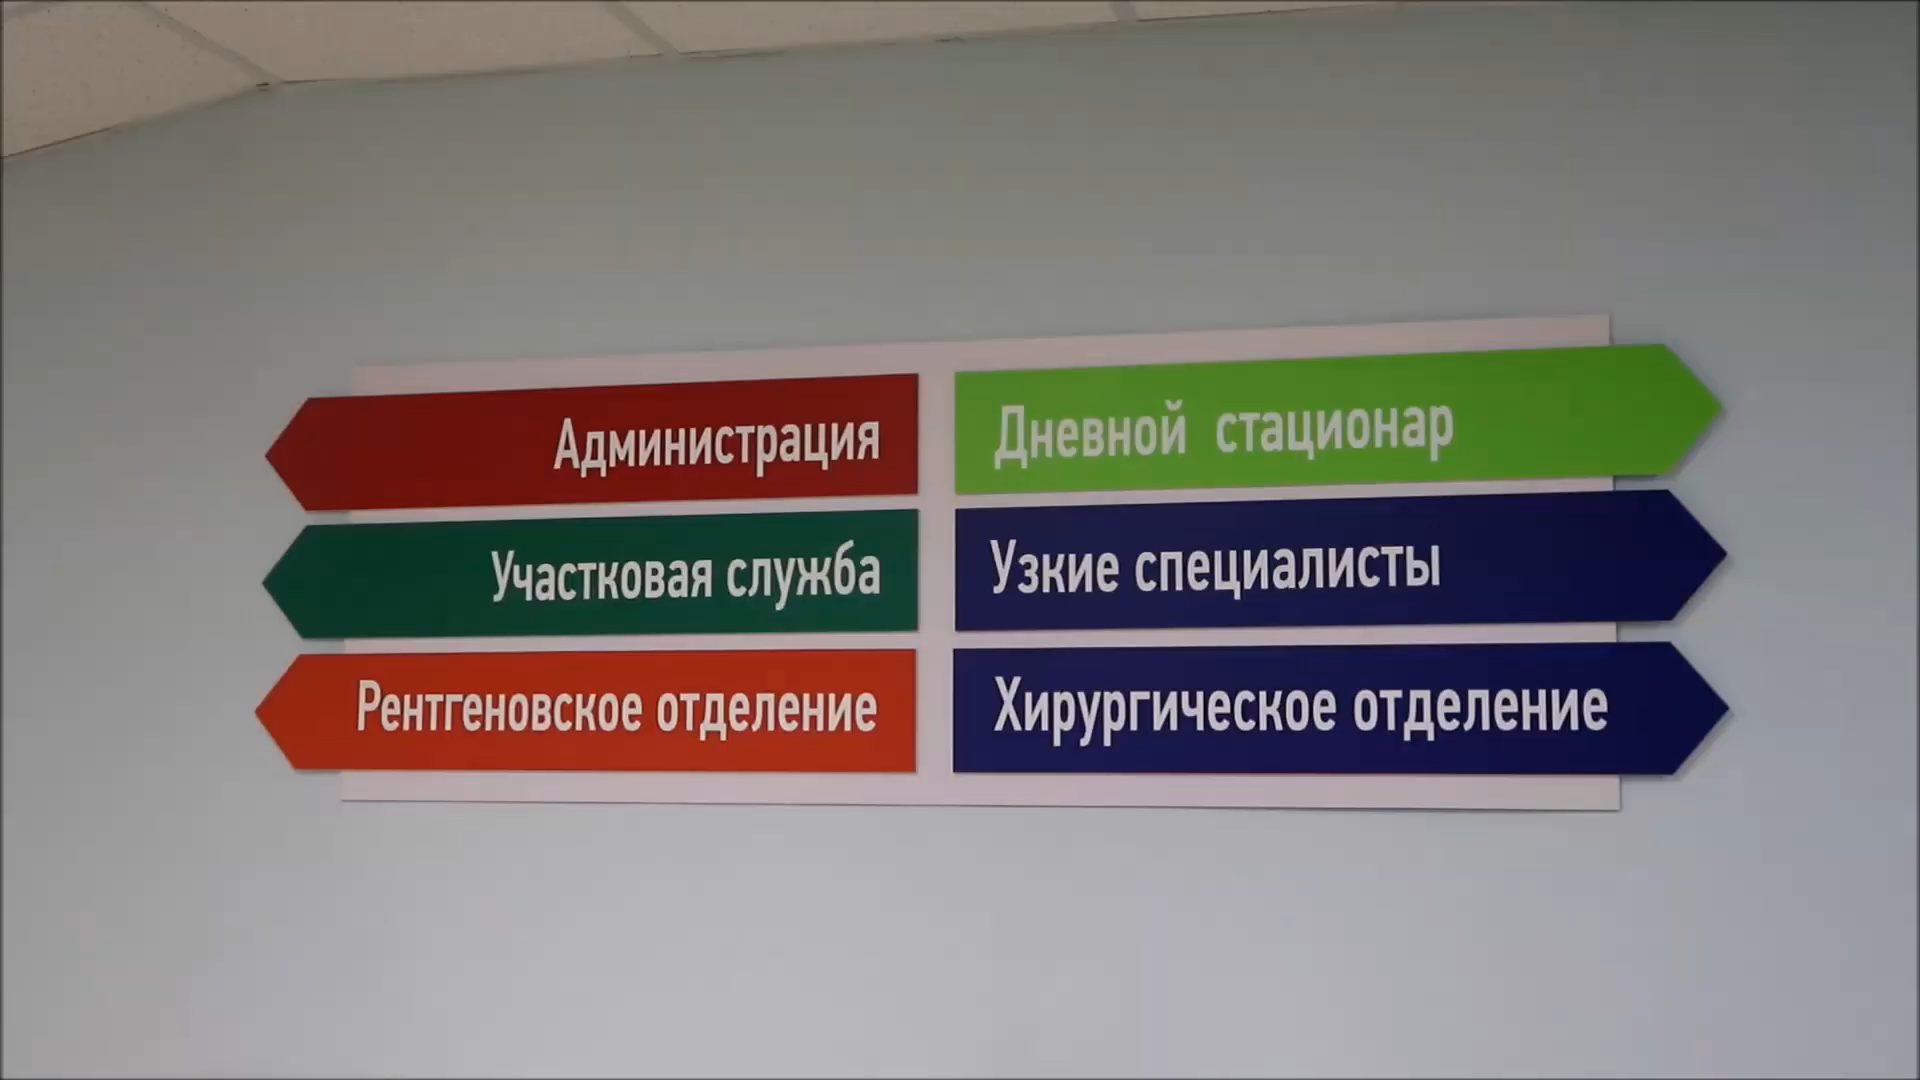 Администрация
Участковая служба
Рентгеновское отделение
Дневной стационар
Узкие специалисты
Хирургическое отделение